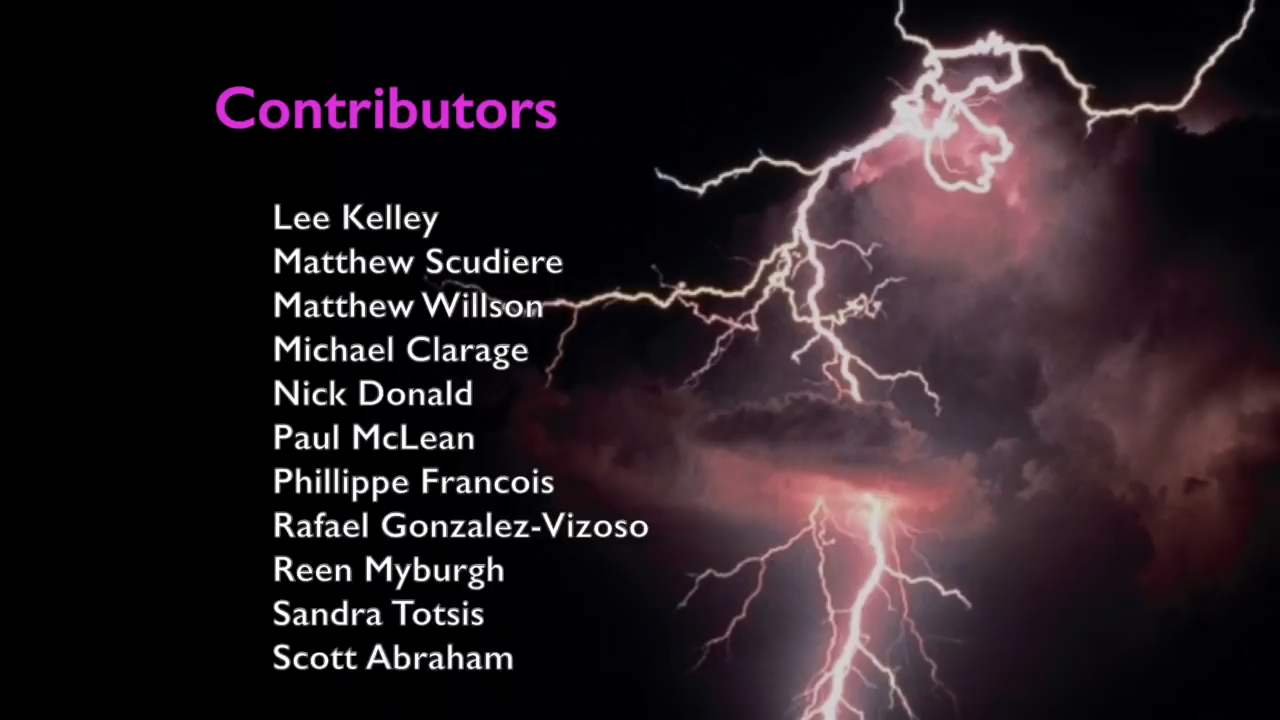 Contributors
Lee Kelley
Matthew Scudiere
Matthew Willson
Michael Clarage
Nick Donald
Paul McLean
Phillippe Francois
Rafael Gonzalez-Vizoso
Reen Myburgh
Sandra Totsis
Scott Abraham